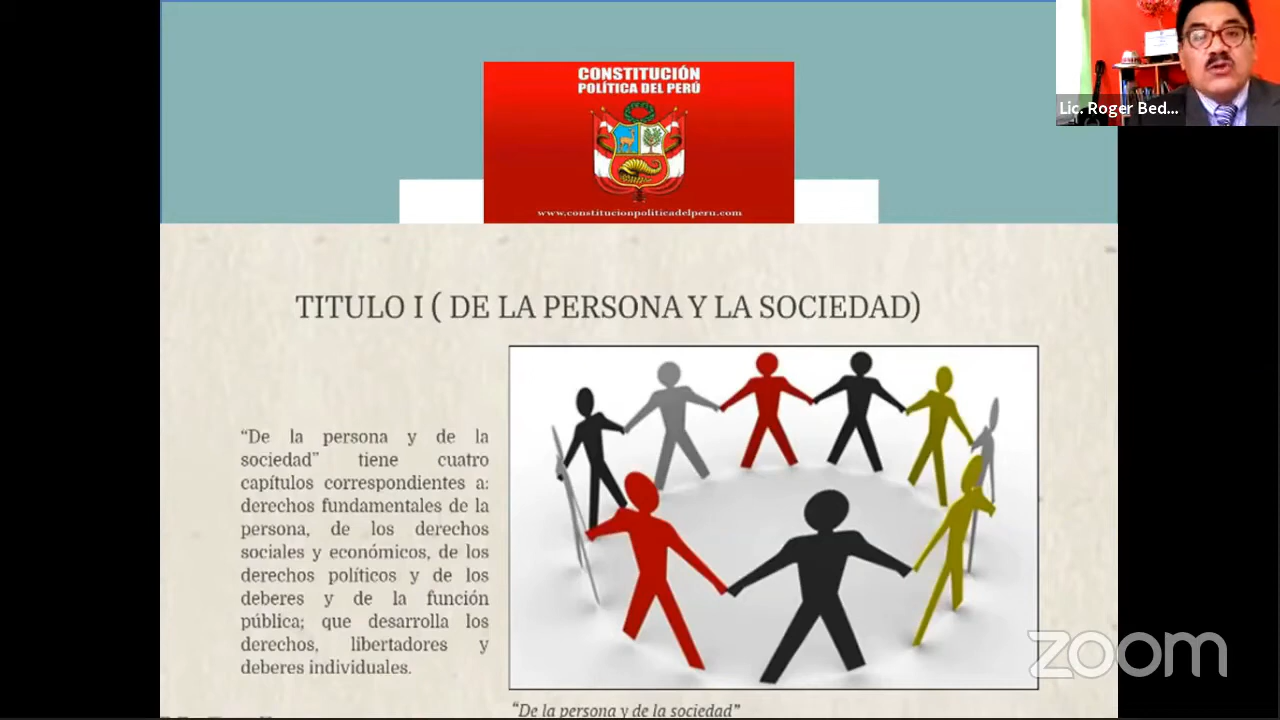 CONSTITUCIÓN
POLÍTICA DEL PERÚ
www.constitucionpoliticadelperu.com
Lic. Roger Bed...
TITULO I ( DE LA PERSONA Y LA SOCIEDAD)
“De la persona y de la
sociedad” tiene cuatro
capítulos correspondientes a:
derechos fundamentales de la
persona, de los derechos
sociales y económicos, de los
derechos políticos y de los
deberes y de la función
pública; que desarrolla los
derechos, libertadores y
deberes individuales.
“De la persona y de la sociedad”
zoom